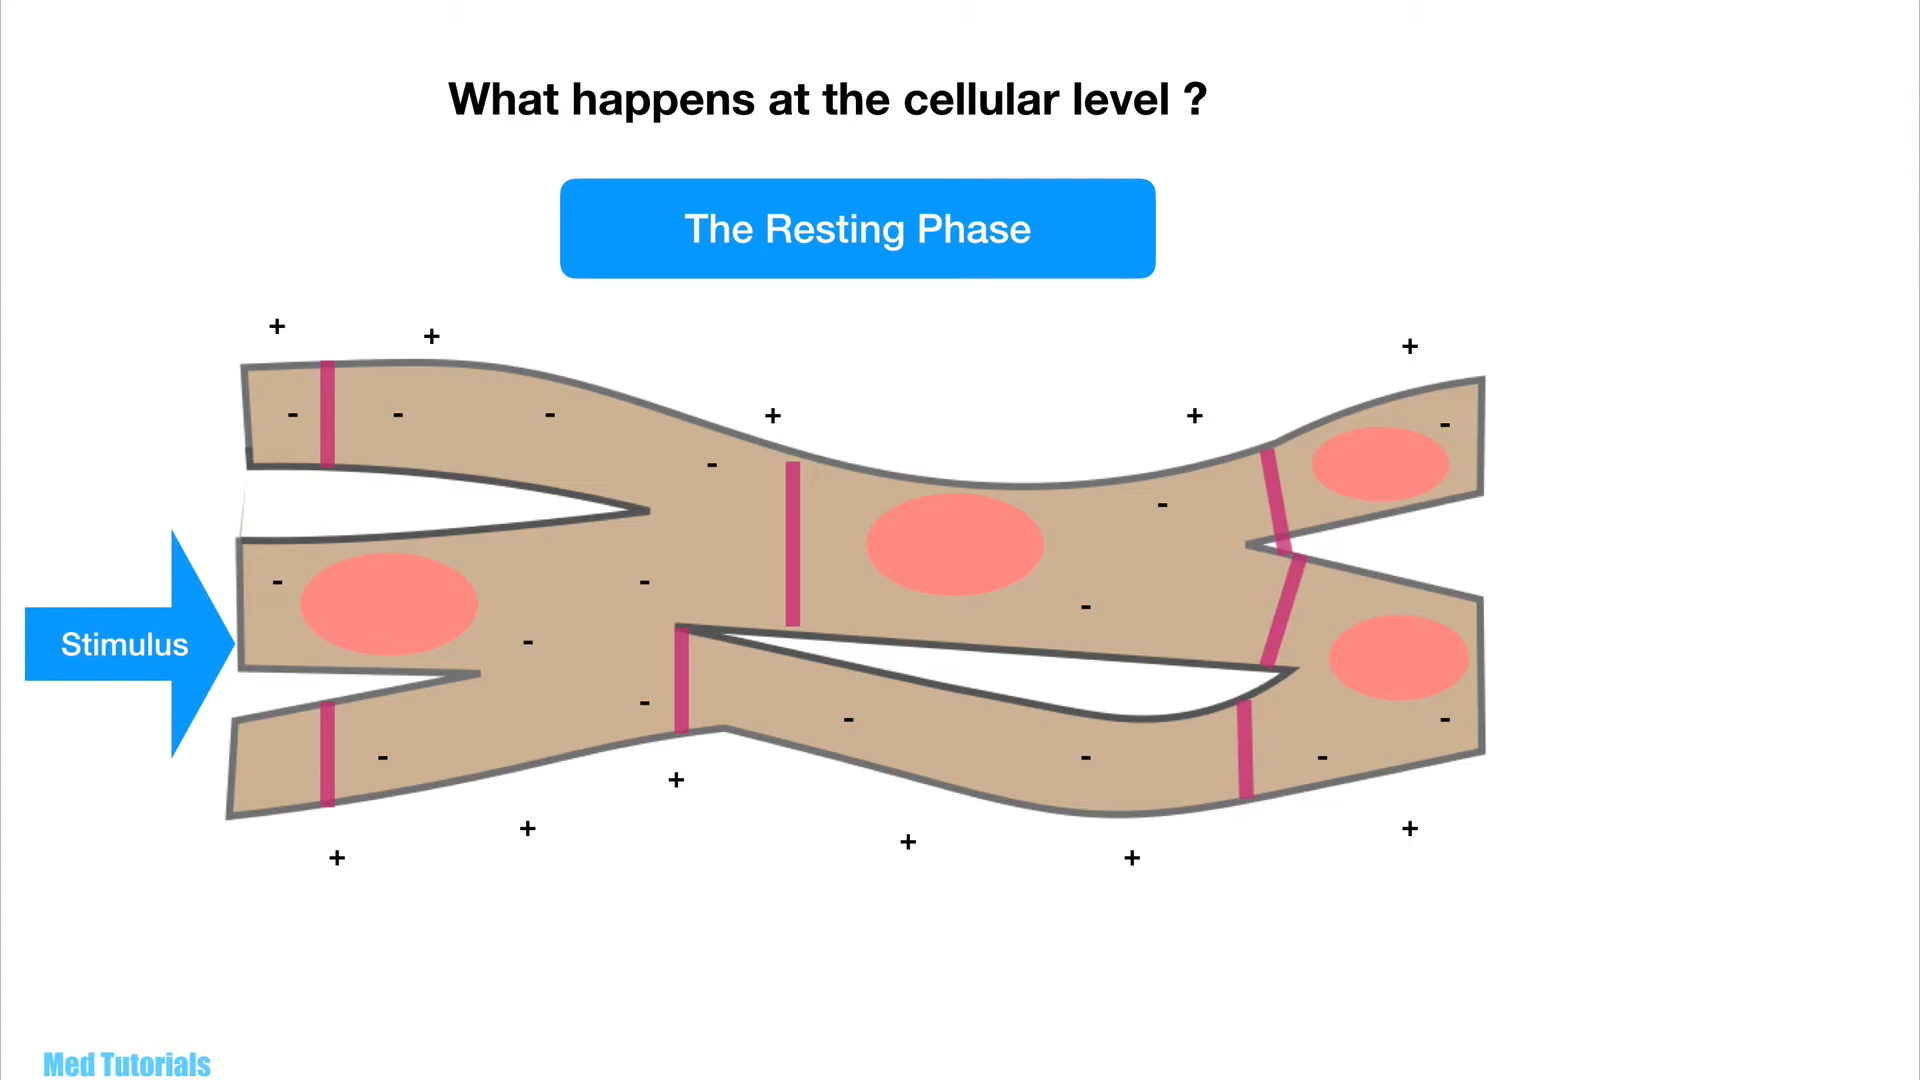 What happens at the cellular level ?
The Resting Phase
+ + + + +
- - - -
- -
- - -
Stimulus
- -
- - - - - -
+ + + + + +
Med Tutorials